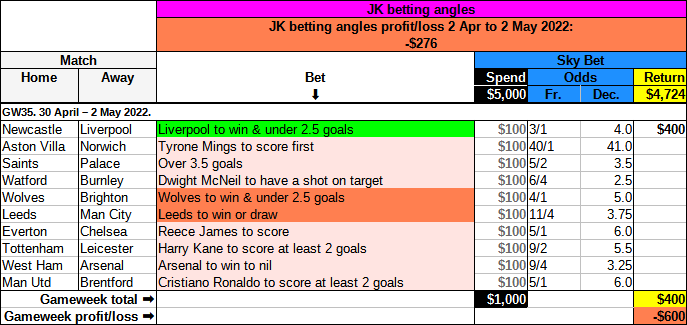 JK betting angles
JK betting angles profit/loss 2 Apr to 2 May 2022:
-$276
Match Sky Bet
Home Away Bet Spend Odds Return
⬇ $5,000 Fr. Dec. $4,724
GW35. 30 April – 2 May 2022.
Newcastle Liverpool Liverpool to win & under 2.5 goals $100 3/1 4.0 $400
Aston Villa Norwich Tyrone Mings to score first $100 40/1 41.0
Saints Palace Over 3.5 goals $100 5/2 3.5
Watford Burnley Dwight McNeil to have a shot on target $100 6/4 2.5
Wolves Brighton Wolves to win & under 2.5 goals $100 4/1 5.0
Leeds Man City Leeds to win or draw $100 11/4 3.75
Everton Chelsea Reece James to score $100 5/1 6.0
Tottenham Leicester Harry Kane to score at least 2 goals $100 9/2 5.5
West Ham Arsenal Arsenal to win to nil $100 9/4 3.25
Man Utd Brentford Cristiano Ronaldo to score at least 2 goals $100 5/1 6.0
Gameweek total ➡ $1,000 $400
Gameweek profit/loss ➡ -$600